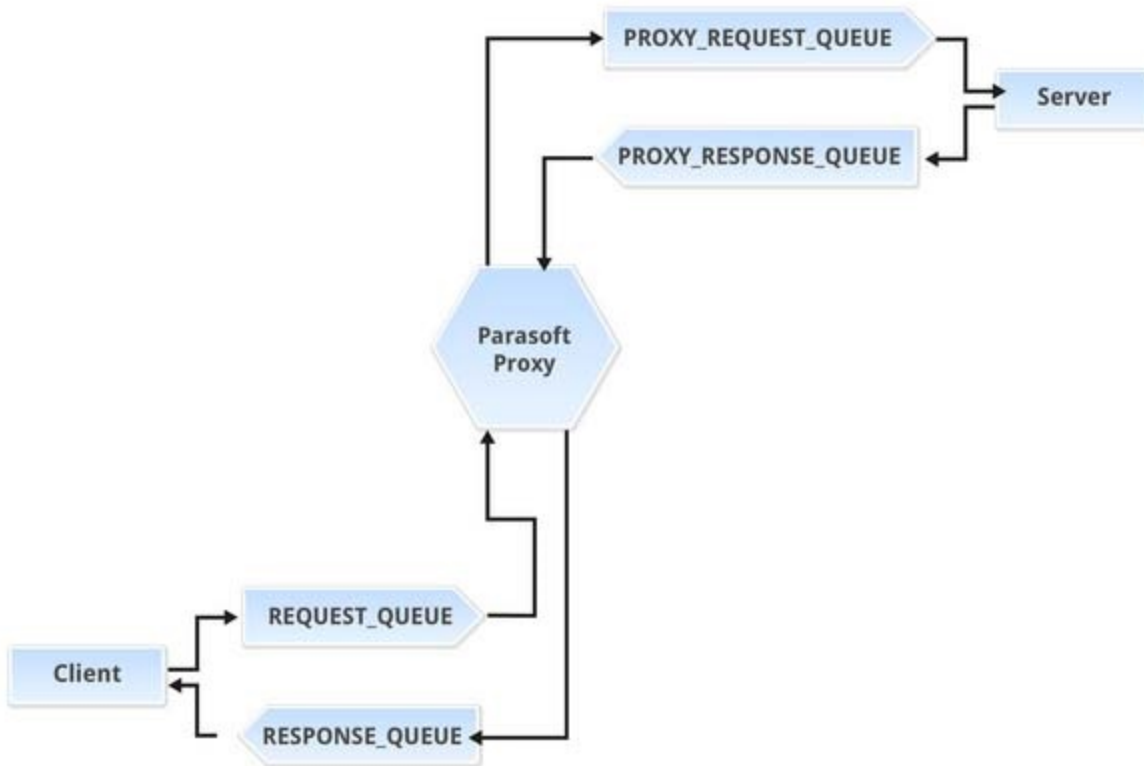 PROXY_REQUEST_QUEUE
Server
PROXY_RESPONSE_QUEUE
Parasoft
Proxy
REQUEST_QUEUE
Client
RESPONSE_QUEUE